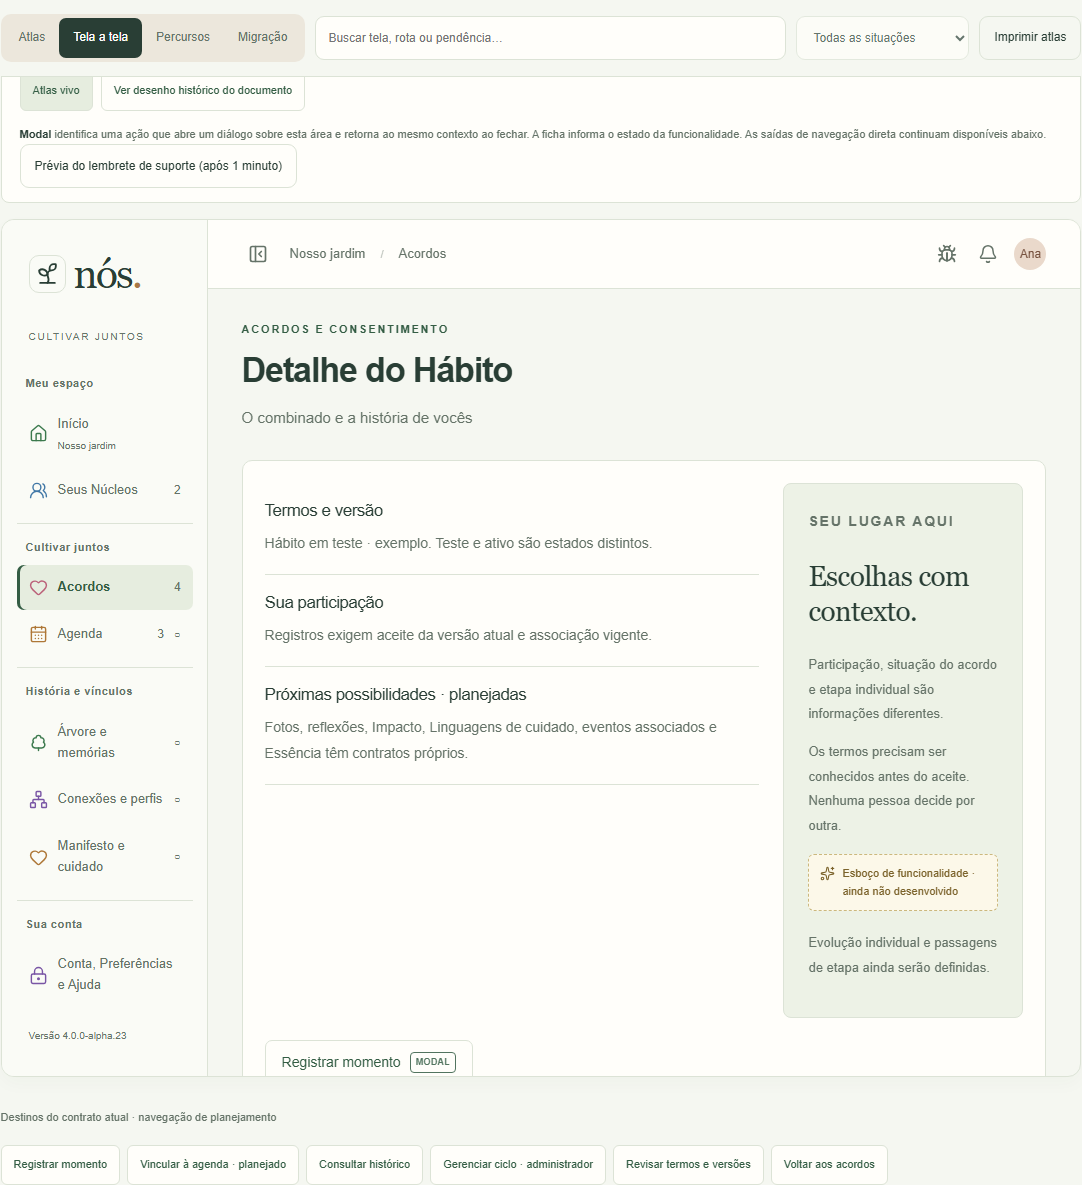 Atlas
Tela a tela
Percursos
Migração
Buscar tela, rota ou pendência...
Todas as situações
Imprimir atlas
Atlas vivo
Ver desenho histórico do documento
Modal identifica uma ação que abre um diálogo sobre esta área e retorna ao mesmo contexto ao fechar. A ficha informa o estado da funcionalidade. As saídas de navegação direta continuam disponíveis abaixo.
Prévia do lembrete de suporte (após 1 minuto)
nós.
CULTIVAR JUNTOS
Meu espaço
Início
Nosso jardim
Seus Núcleos 2
Cultivar juntos
Acordos 4
Agenda 3
História e vínculos
Árvore e
memórias
Conexões e perfis
Manifesto e
cuidado
Sua conta
Conta, Preferências
e Ajuda
Versão 4.0.0-alpha.23
Nosso jardim / Acordos
Ana
ACORDOS E CONSENTIMENTO
Detalhe do Hábito
O combinado e a história de vocês
Termos e versão
Hábito em teste · exemplo. Teste e ativo são estados distintos.
Sua participação
Registros exigem aceite da versão atual e associação vigente.
Próximas possibilidades · planejadas
Fotos, reflexões, Impacto, Linguagens de cuidado, eventos associados e
Essência têm contratos próprios.
SEU LUGAR AQUI
Escolhas com
contexto.
Participação, situação do acordo
e etapa individual são
informações diferentes.
Os termos precisam ser
conhecidos antes do aceite.
Nenhuma pessoa decide por
outra.
Esboço de funcionalidade ·
ainda não desenvolvido
Evolução individual e passagens
de etapa ainda serão definidas.
Registrar momento MODAL
Destinos do contrato atual · navegação de planejamento
Registrar momento
Vincular à agenda · planejado
Consultar histórico
Gerenciar ciclo · administrador
Revisar termos e versões
Voltar aos acordos